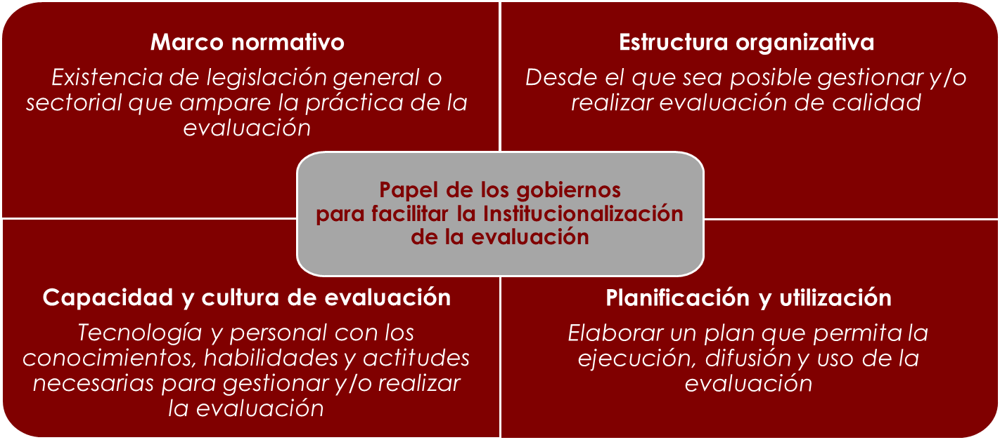 Marco normativo
Existencia de legislación general o
sectorial que ampare la práctica de la
evaluación
Estructura organizativa
Desde el que sea posible gestionar y/o
realizar evaluación de calidad
Papel de los gobiernos
para facilitar la Institucionalización
de la evaluación
Capacidad y cultura de evaluación
Tecnología y personal con los
conocimientos, habilidades y actitudes
necesarias para gestionar y/o realizar
la evaluación
Planificación y utilización
Elaborar un plan que permita la
ejecución, difusión y uso de la
evaluación